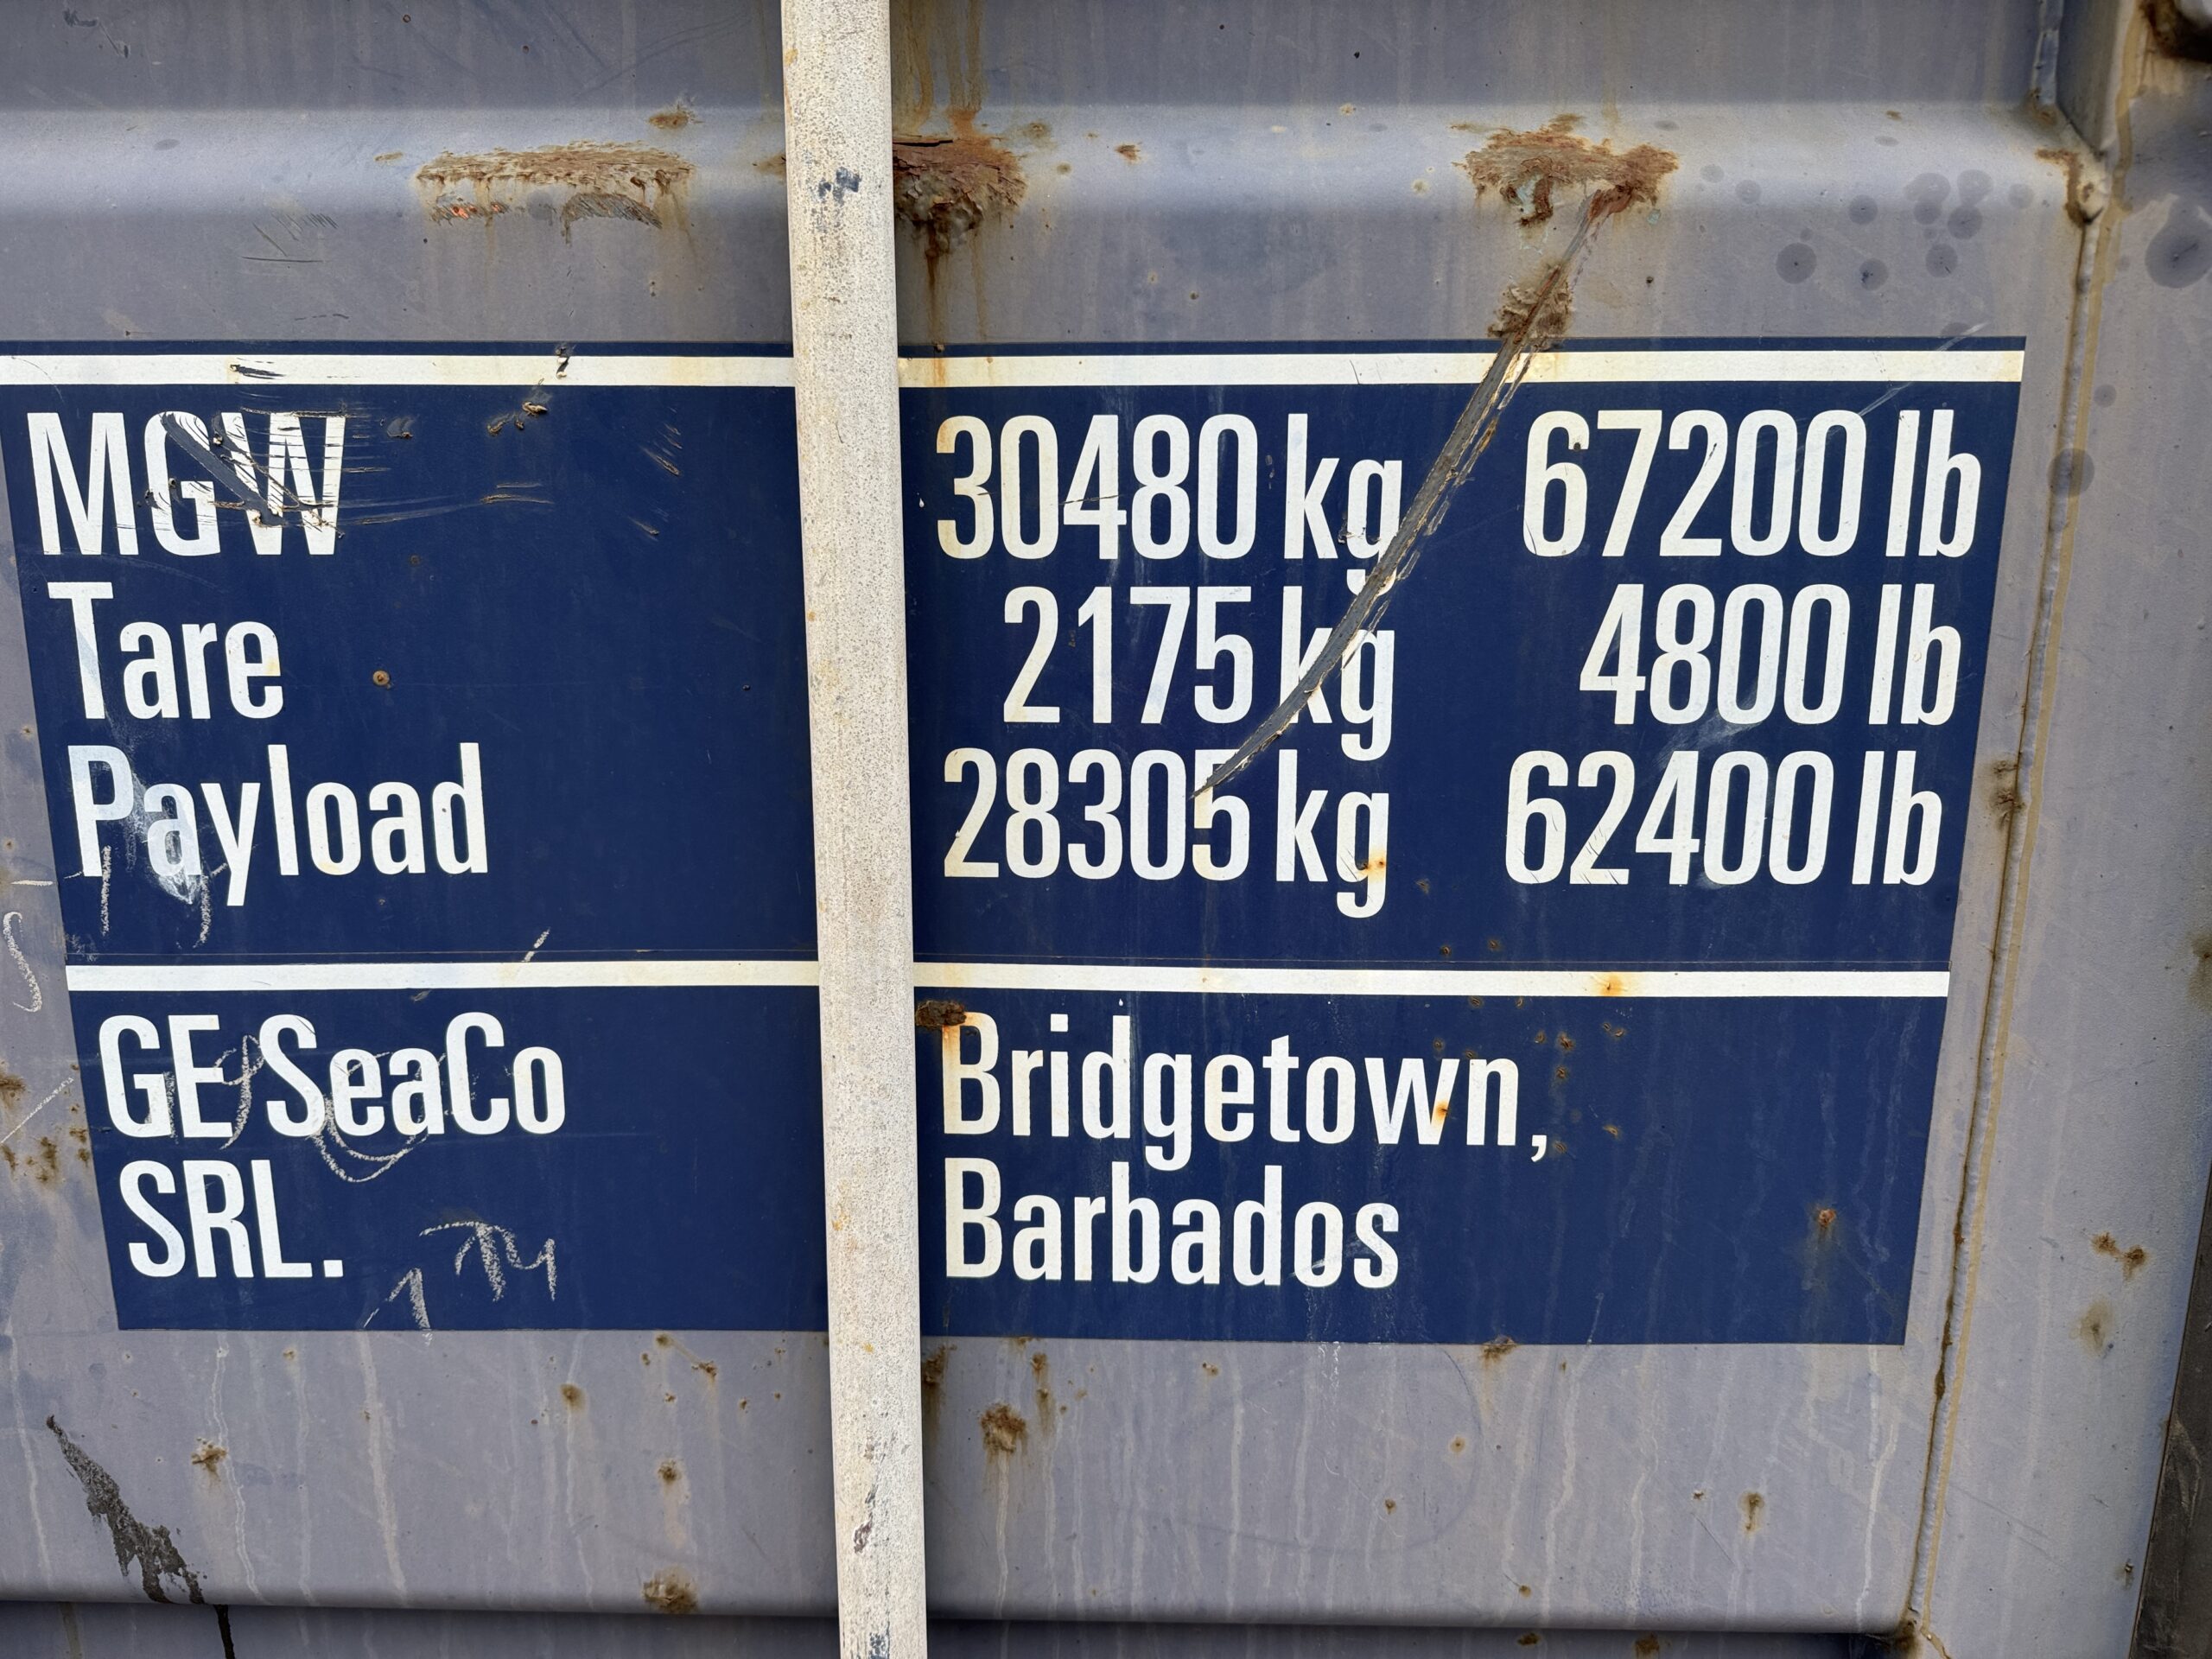 MGW 30480 kg 67200 lb
Tare 2175 kg 4800 lb
Payload 28305 kg 62400 lb
GE SeaCo Bridgetown,
SRL. Barbados